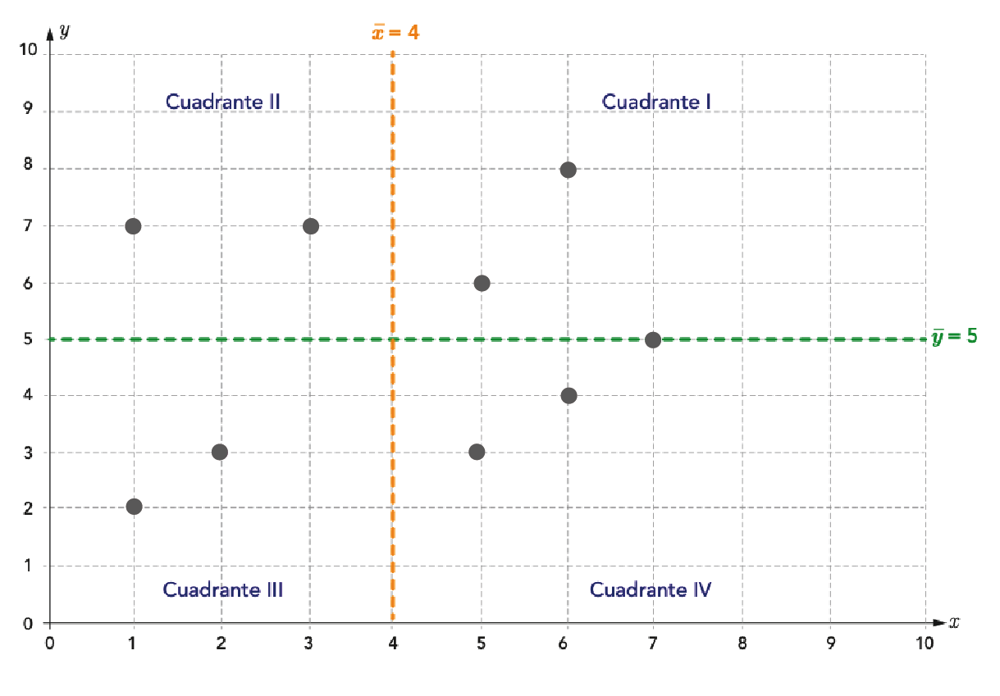 y
x̄ = 4
10
9
Cuadrante II
Cuadrante I
8
7
6
5
ȳ = 5
4
3
2
1
Cuadrante III
Cuadrante IV
0
x
0 1 2 3 4 5 6 7 8 9 10